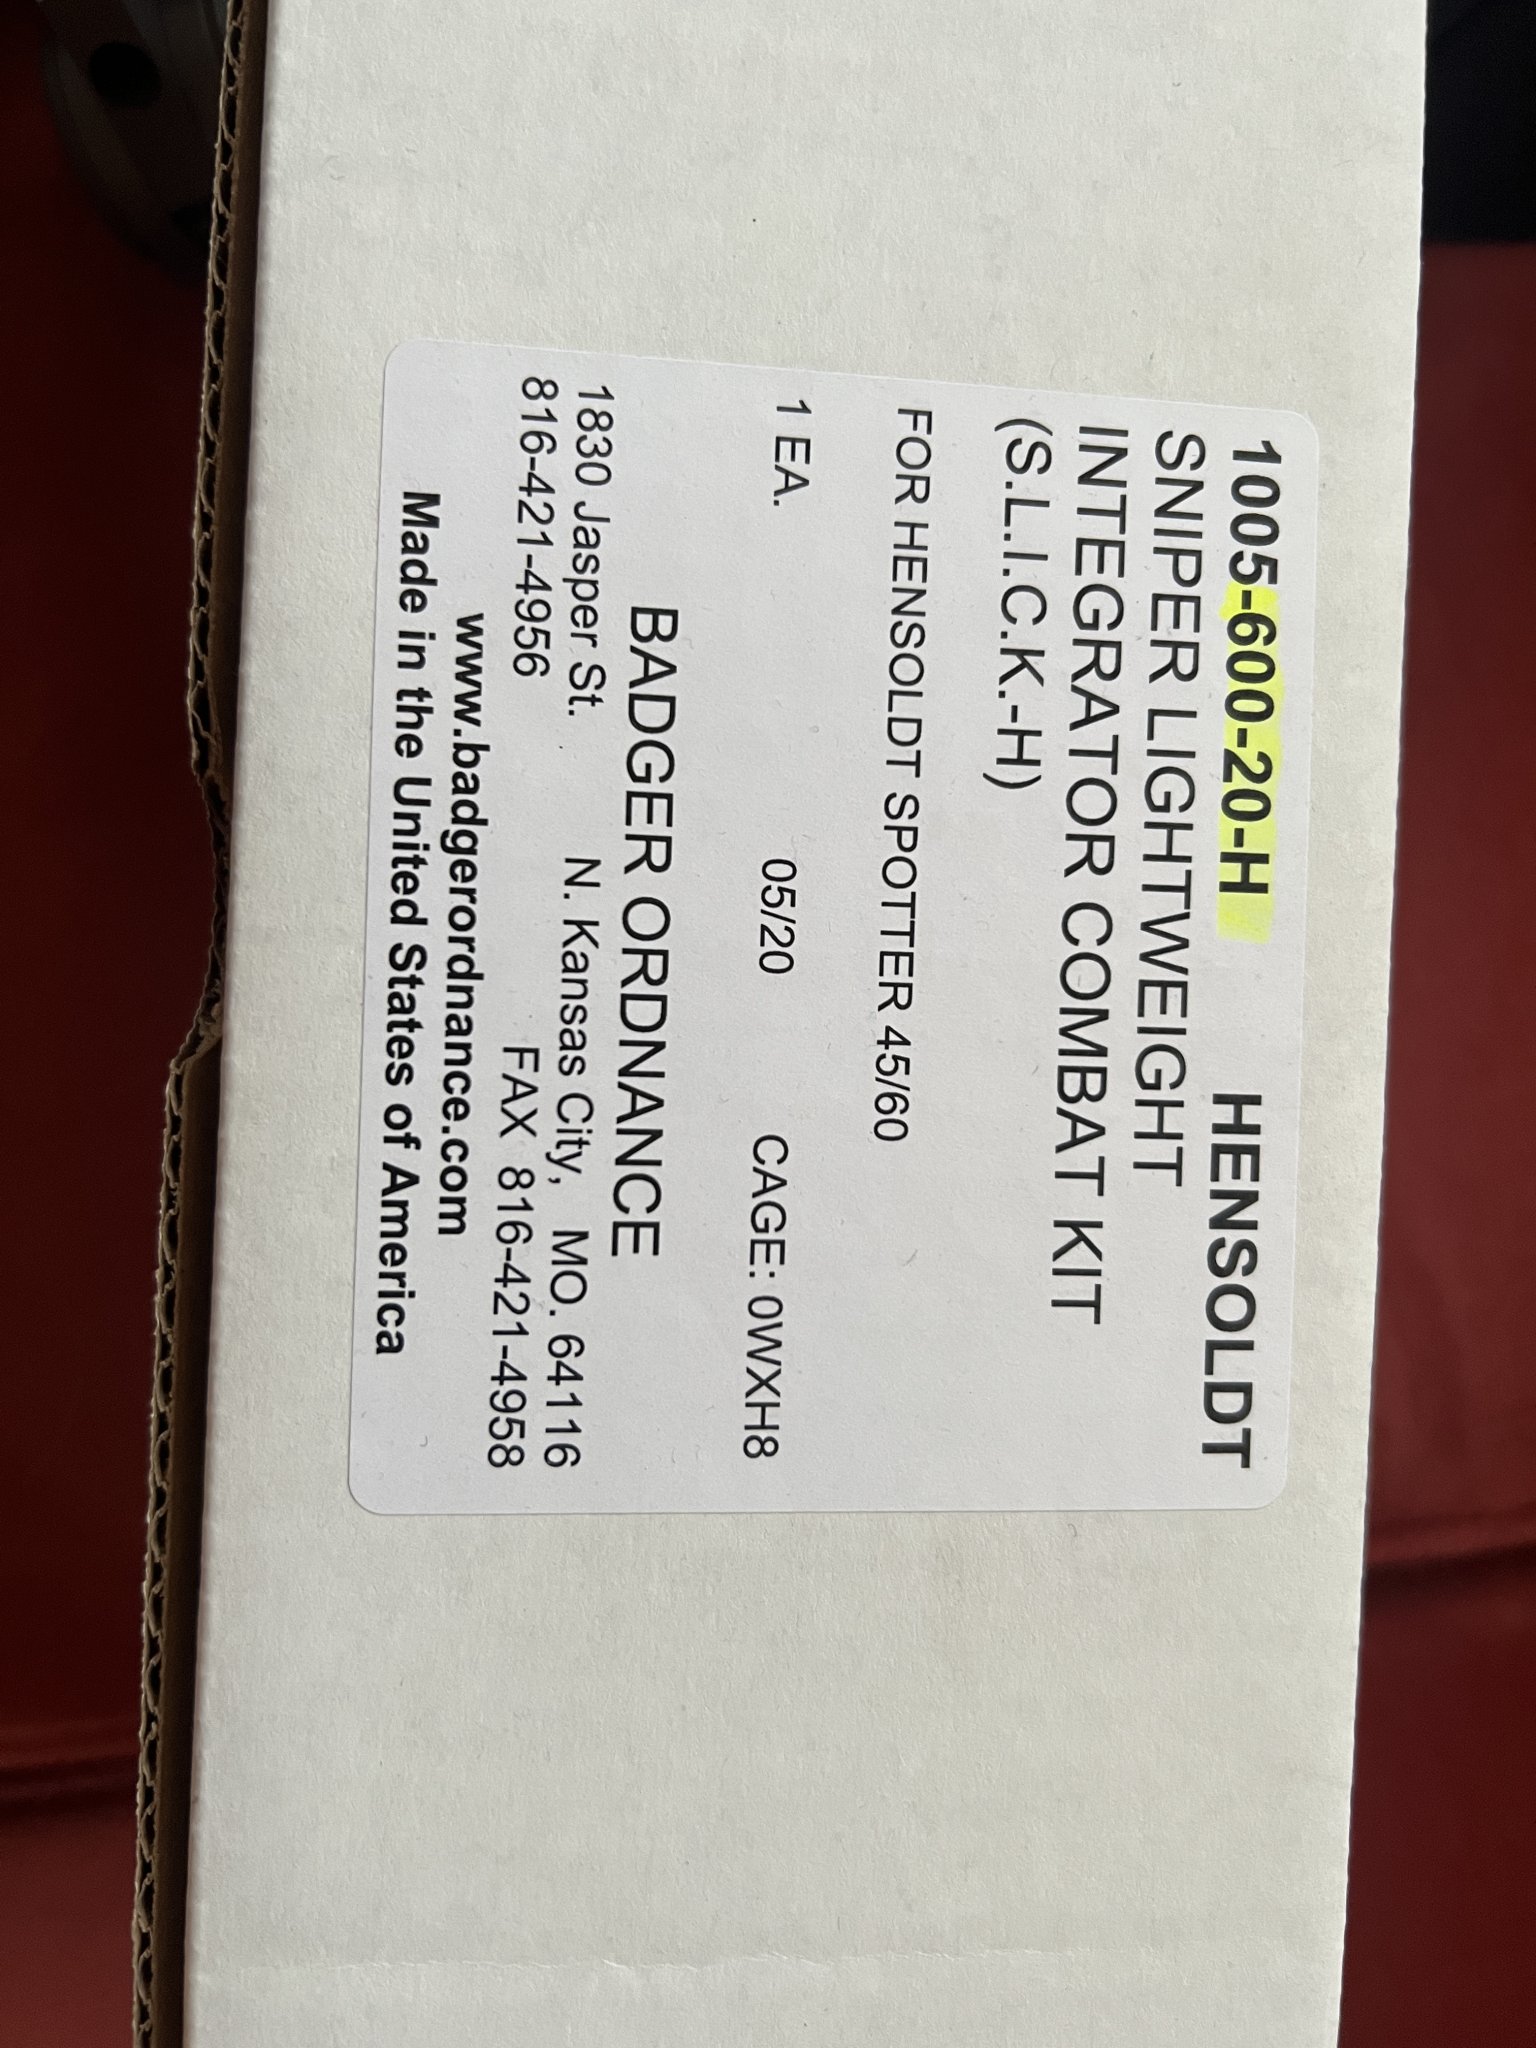 1005-600-20-H HENSOLDT
SNIPER LIGHTWEIGHT
INTEGRATOR COMBAT KIT
(S.L.I.C.K.-H)
FOR HENSOLDT SPOTTER 45/60
1 EA. 05/20 CAGE: 0WXH8
BADGER ORDNANCE
1830 Jasper St. N. Kansas City, MO. 64116
816-421-4956 FAX 816-421-4958
www.badgerordnance.com
Made in the United States of America